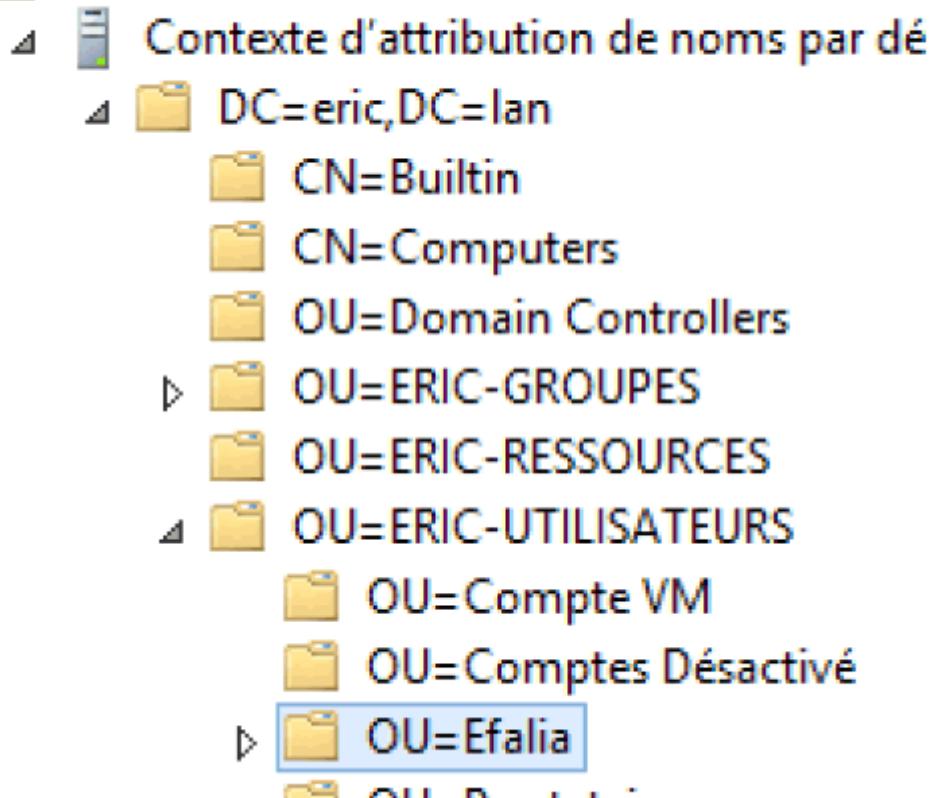 Contexte d'attribution de noms par dé
DC=eric,DC=lan
CN=Builtin
CN=Computers
OU=Domain Controllers
OU=ERIC-GROUPES
OU=ERIC-RESSOURCES
OU=ERIC-UTILISATEURS
OU=Compte VM
OU=Comptes Désactivé
OU=Efalia